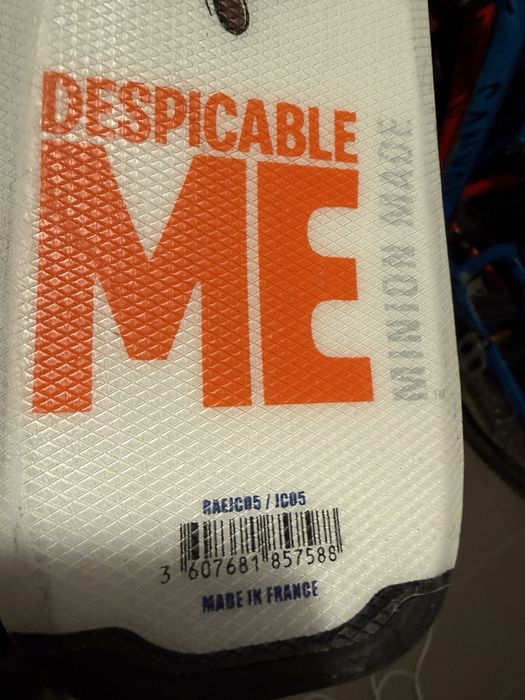 DESPICABLE
ME
MINION MADE
RAEJC05 / JC05
3 607681 857588
MADE IN FRANCE